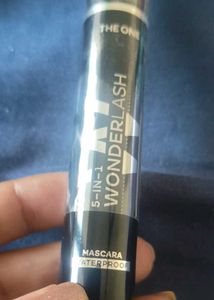 THE ONE
5-IN-1
WONDERLASH
MASCARA
WATERPROOF